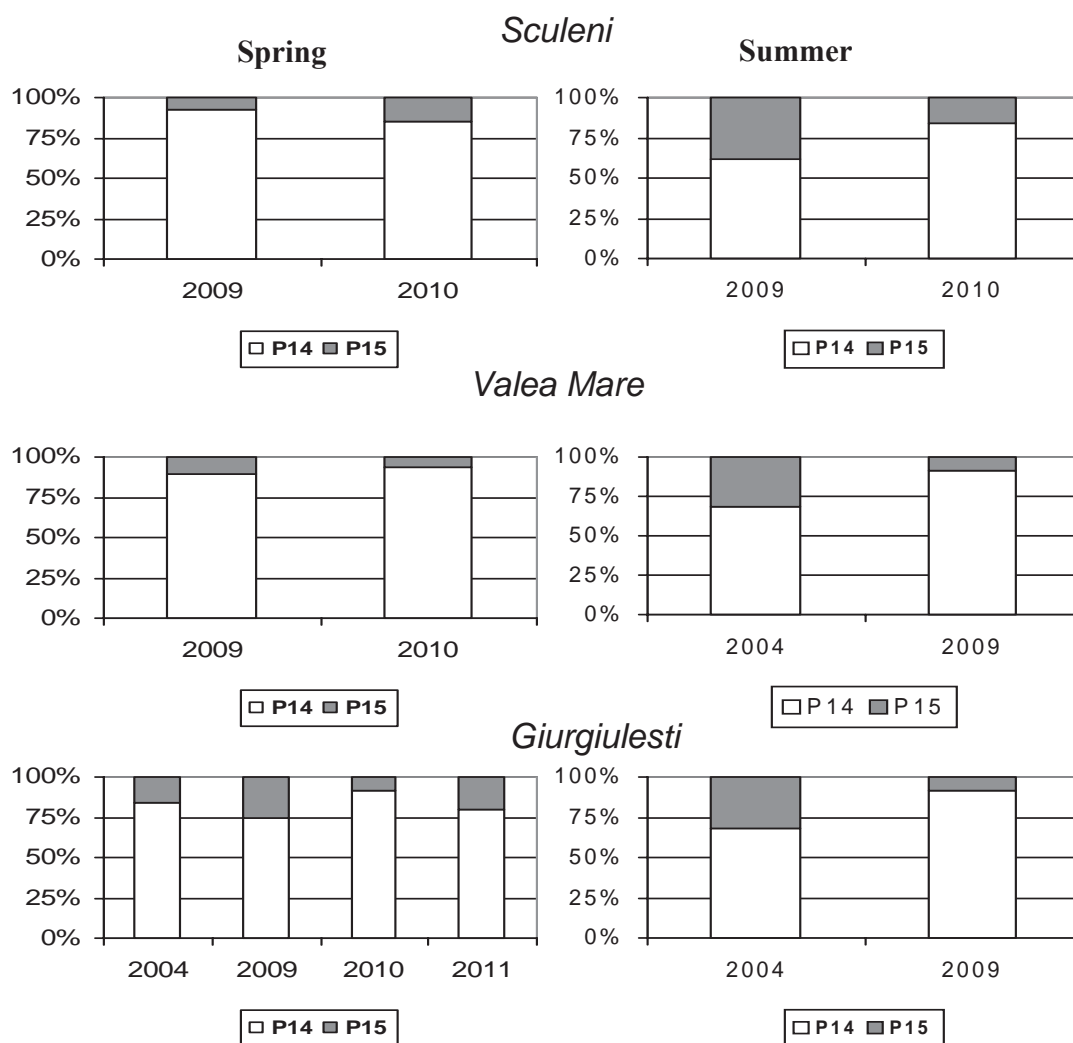 Sculeni
Spring Summer
100% 100%
75% 75%
50% 50%
25% 25%
0% 0%
2009 2010 2009 2010
P14 P15 P14 P15
Valea Mare
100% 100%
75% 75%
50% 50%
25% 25%
0% 0%
2009 2010 2004 2009
P14 P15 P14 P15
Giurgiulesti
100% 100%
75% 75%
50% 50%
25% 25%
0% 0%
2004 2009 2010 2011 2004 2009
P14 P15 P14 P15